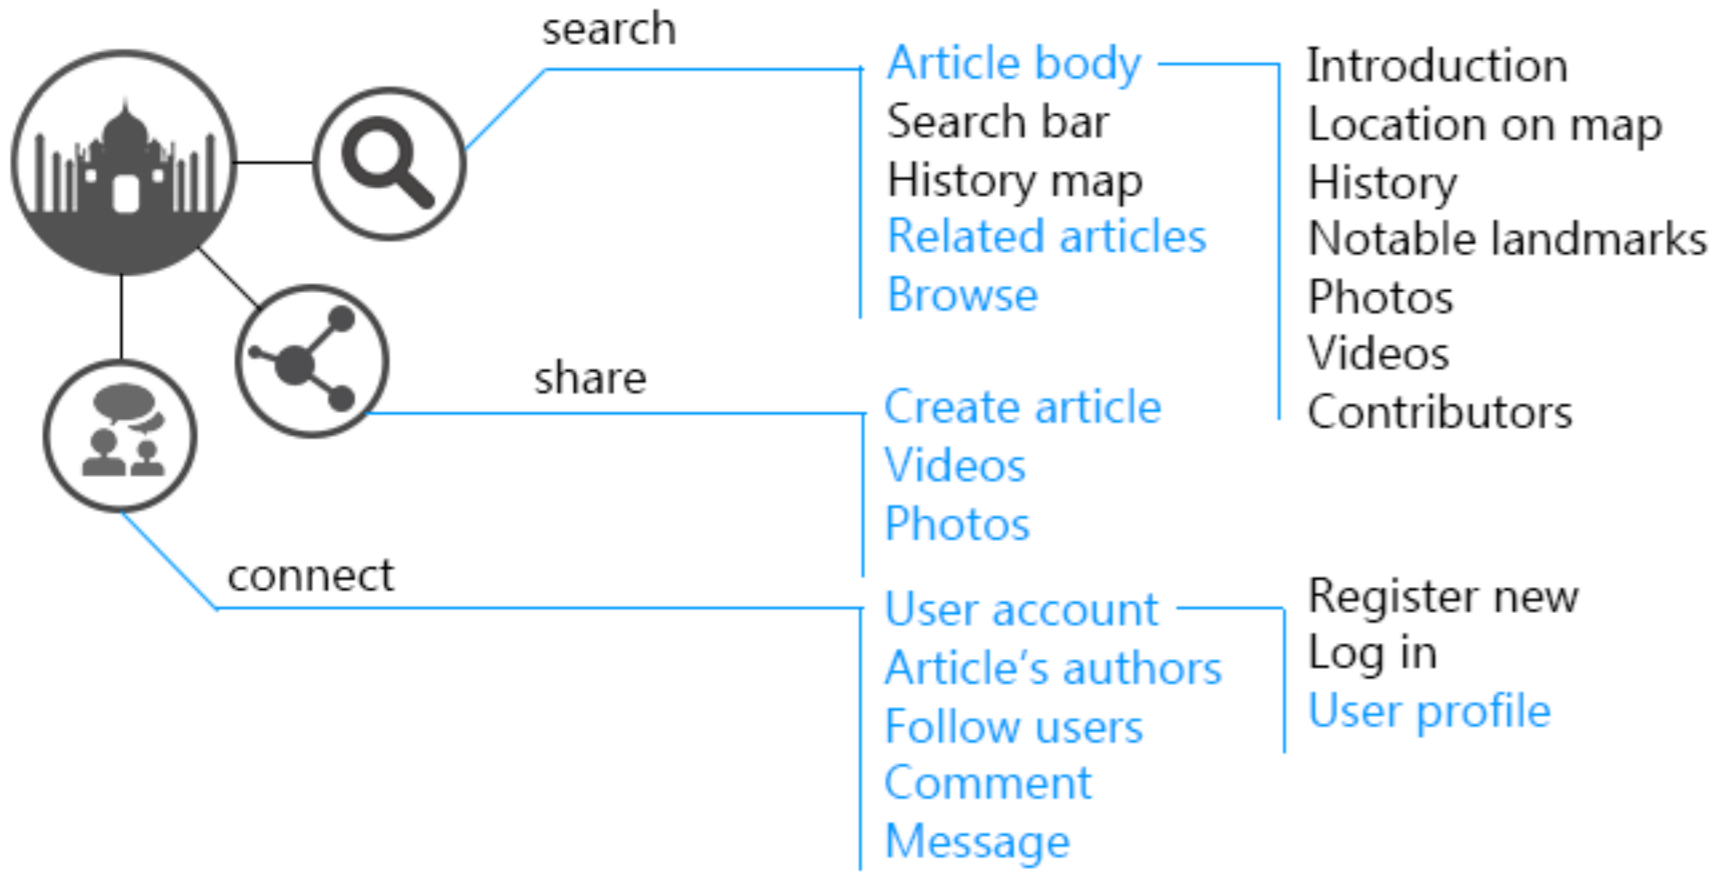 search
Article body
Search bar
History map
Related articles
Browse
Introduction
Location on map
History
Notable landmarks
Photos
Videos
Contributors
share
Create article
Videos
Photos
connect
User account
Article's authors
Follow users
Comment
Message
Register new
Log in
User profile